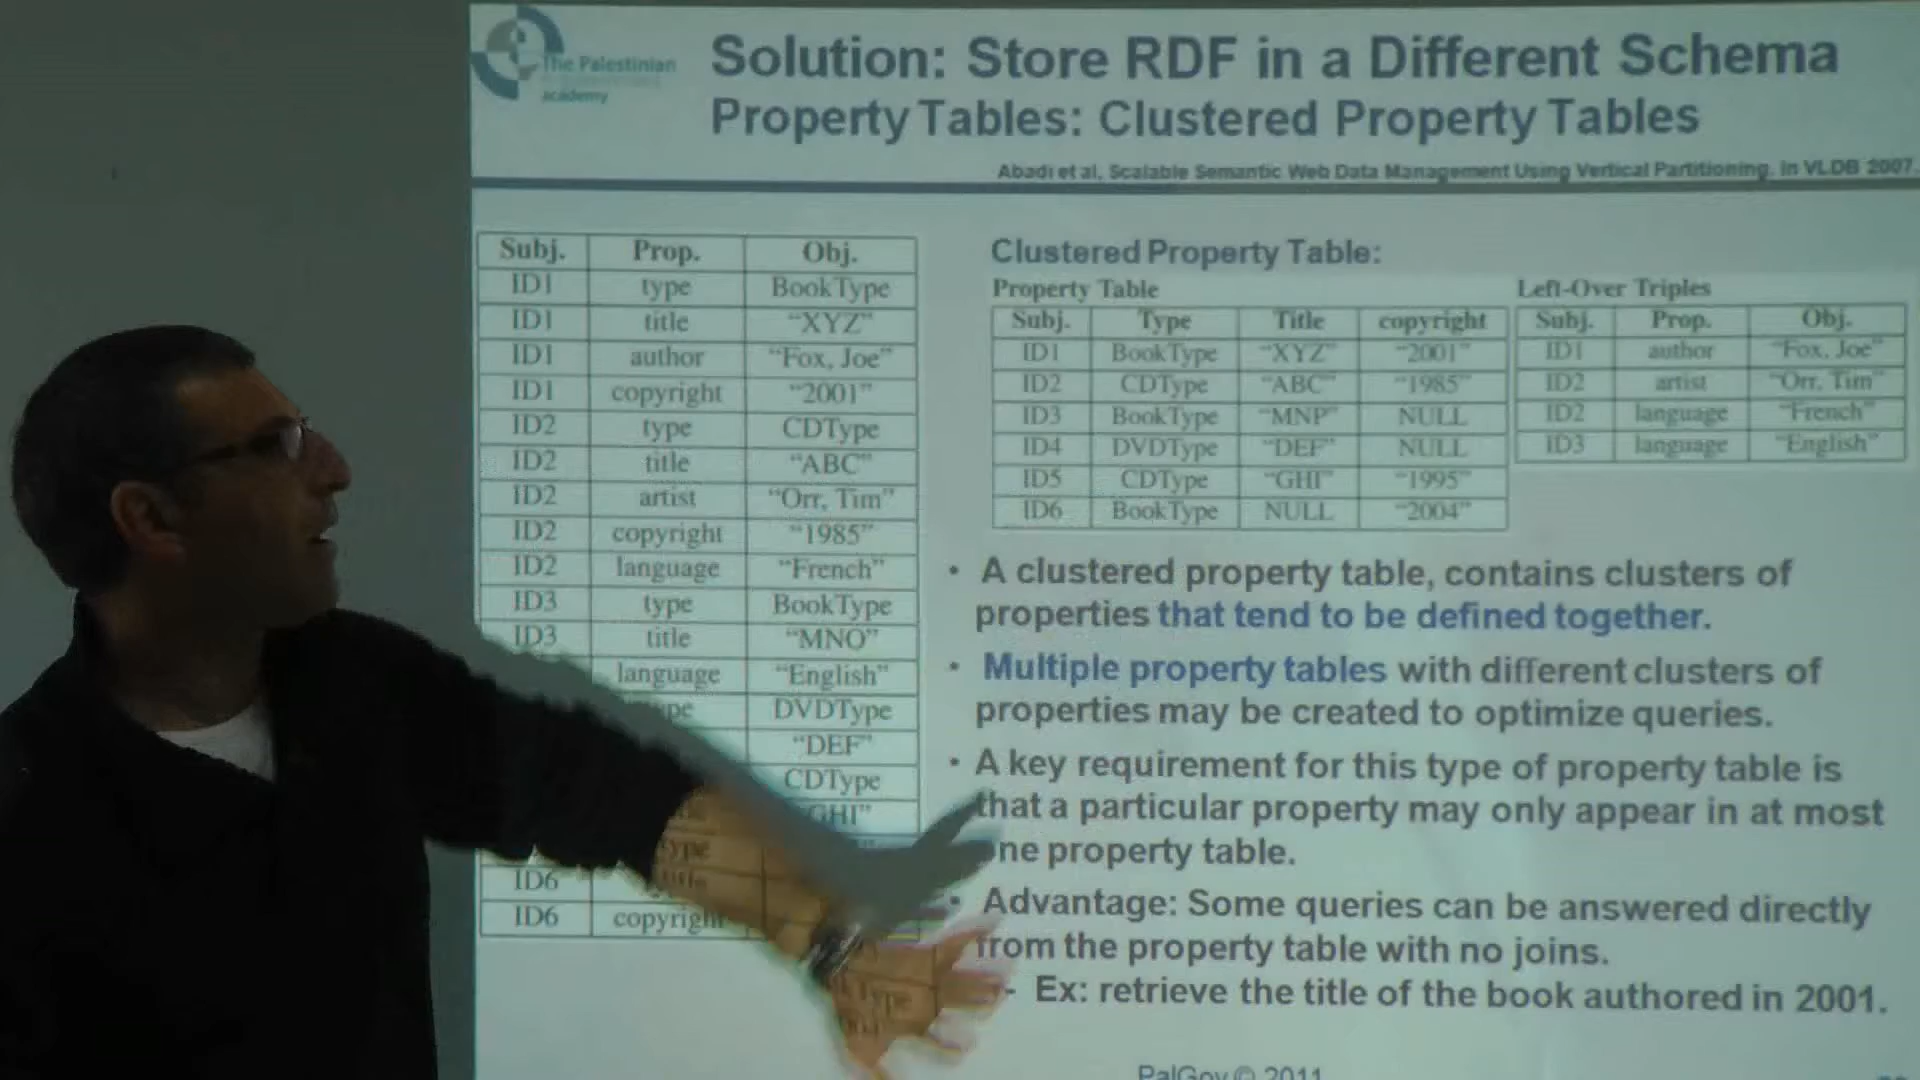 The Palestinian
academy
Solution: Store RDF in a Different Schema
Property Tables: Clustered Property Tables
Abadi et al, Scalable Semantic Web Data Management Using Vertical Partitioning. In VLDB 2007.
Subj. Prop. Obj.
ID1 type BookType
ID1 title "XYZ"
ID1 author "Fox, Joe"
ID1 copyright "2001"
ID2 type CDType
ID2 title "ABC"
ID2 artist "Orr, Tim"
ID2 copyright "1985"
ID2 language "French"
ID3 type BookType
ID3 title "MNO"
language "English"
DVDType
"DEF"
CDType
GHI"
ype
ID6 title
ID6 copyright
Clustered Property Table:
Property Table
Subj. Type Title copyright
ID1 BookType "XYZ" "2001"
ID2 CDType "ABC" "1985"
ID3 BookType "MNP" NULL
ID4 DVDType "DEF" NULL
ID5 CDType "GHI" "1995"
ID6 BookType NULL "2004"
Left-Over Triples
Subj. Prop. Obj.
ID1 author "Fox, Joe"
ID2 artist "Orr, Tim"
ID2 language "French"
ID3 language "English"
• A clustered property table, contains clusters of
properties that tend to be defined together.
• Multiple property tables with different clusters of
properties may be created to optimize queries.
• A key requirement for this type of property table is
that a particular property may only appear in at most
ne property table.
• Advantage: Some queries can be answered directly
from the property table with no joins.
- Ex: retrieve the title of the book authored in 2001.
PalGov © 2011